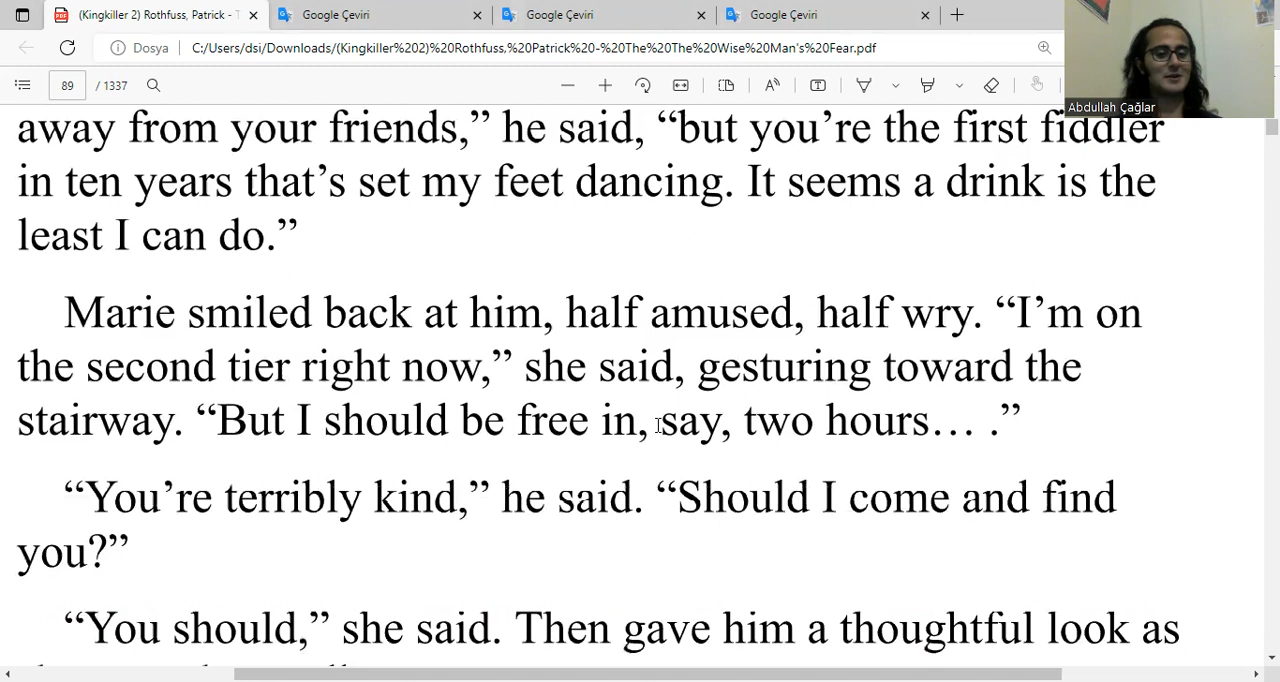 (Kingkiller 2) Rothfuss, Patrick - T
Google Çeviri
Google Çeviri
Google Çeviri
Dosya
C:/Users/dsi/Downloads/(Kingkiller%202)%20Rothfuss,%20Patrick%20-%20The%20The%20Wise%20Man's%20Fear.pdf
89 / 1337
Abdullah Çağlar
away from your friends,” he said, “but you’re the first fiddler
in ten years that’s set my feet dancing. It seems a drink is the
least I can do.”
Marie smiled back at him, half amused, half wry. “I’m on
the second tier right now,” she said, gesturing toward the
stairway. “But I should be free in, say, two hours… .”
“You’re terribly kind,” he said. “Should I come and find
you?”
“You should,” she said. Then gave him a thoughtful look as